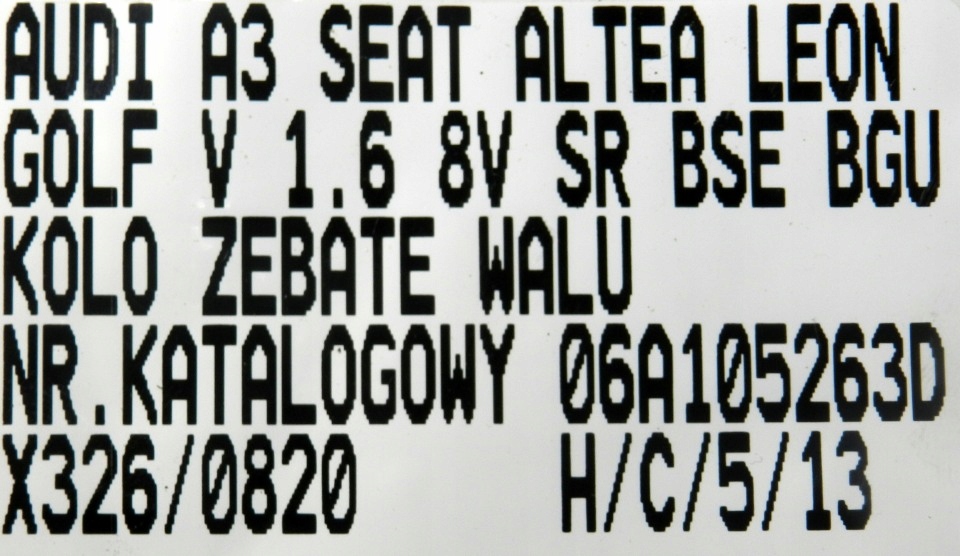 AUDI A3 SEAT ALTEA LEON
GOLF V 1.6 8V SR BSE BGU
KOLO ZEBATE WALU
NR.KATALOGOWY 06A105263D
X326/0820 H/C/5/13